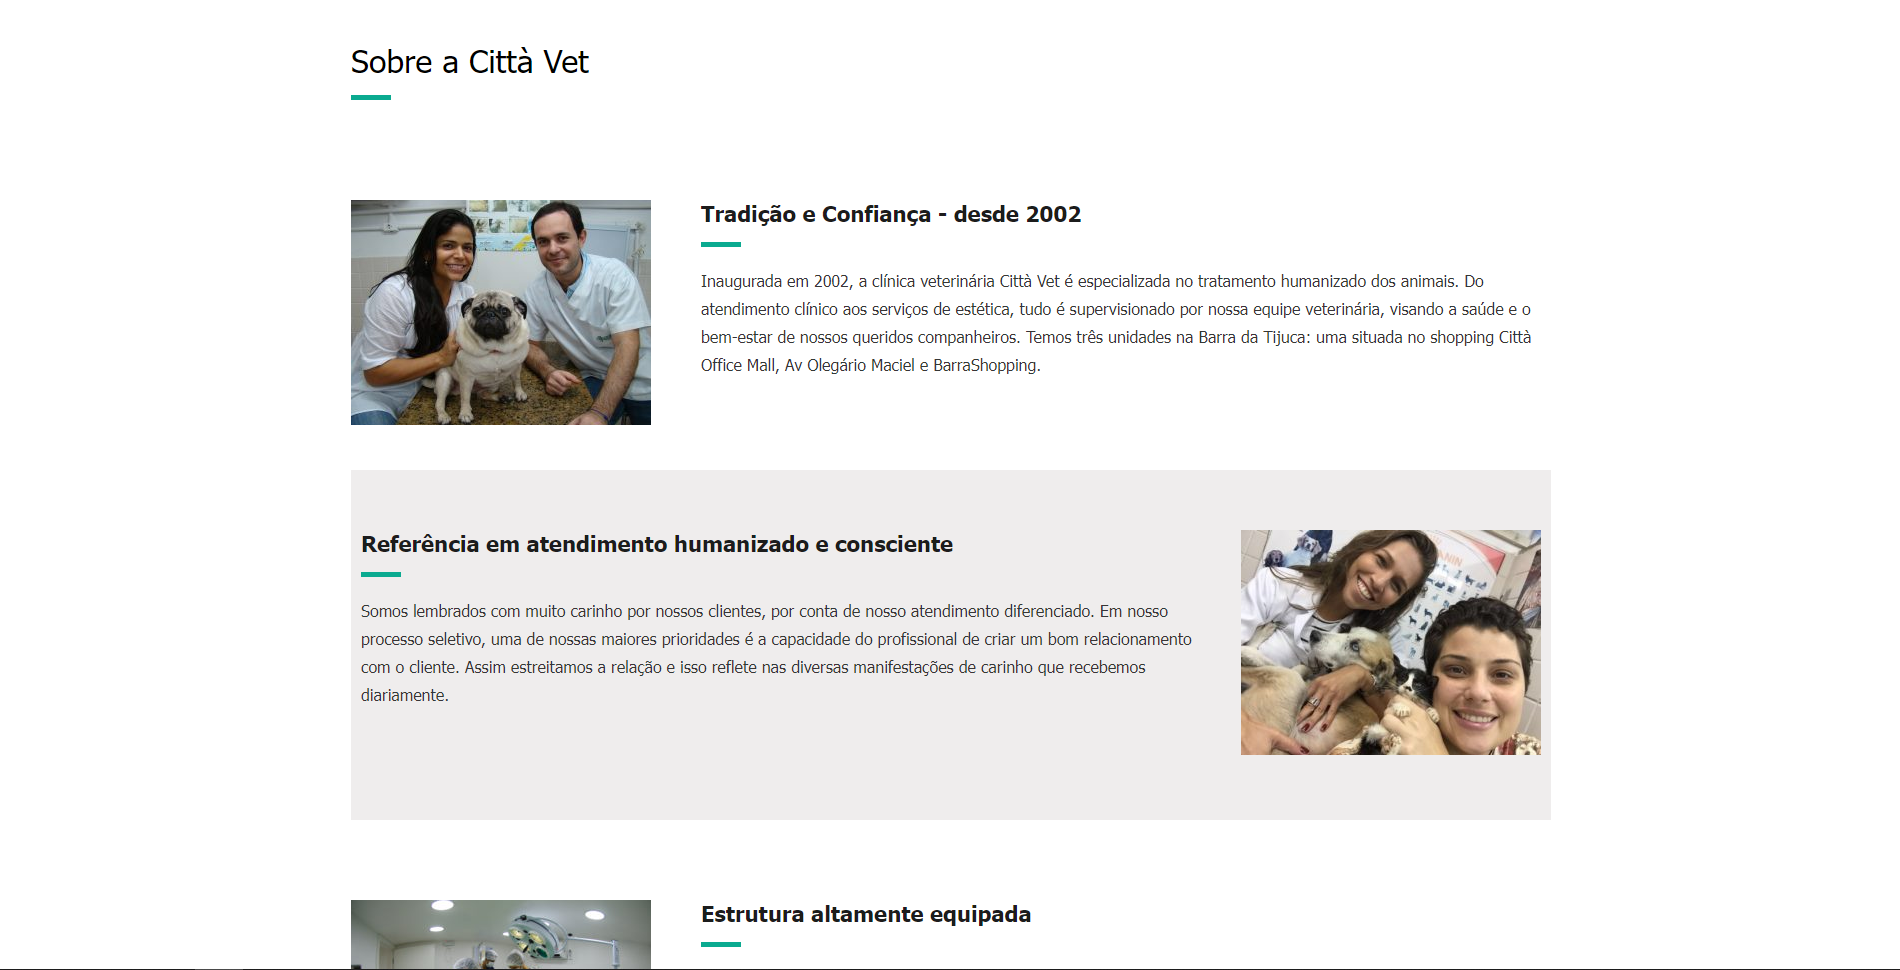 Sobre a Città Vet
Tradição e Confiança - desde 2002
Inaugurada em 2002, a clínica veterinária Città Vet é especializada no tratamento humanizado dos animais. Do
atendimento clínico aos serviços de estética, tudo é supervisionado por nossa equipe veterinária, visando a saúde e o
bem-estar de nossos queridos companheiros. Temos três unidades na Barra da Tijuca: uma situada no shopping Città
Office Mall, Av Olegário Maciel e BarraShopping.
Referência em atendimento humanizado e consciente
Somos lembrados com muito carinho por nossos clientes, por conta de nosso atendimento diferenciado. Em nosso
processo seletivo, uma de nossas maiores prioridades é a capacidade do profissional de criar um bom relacionamento
com o cliente. Assim estreitamos a relação e isso reflete nas diversas manifestações de carinho que recebemos
diariamente.
Estrutura altamente equipada